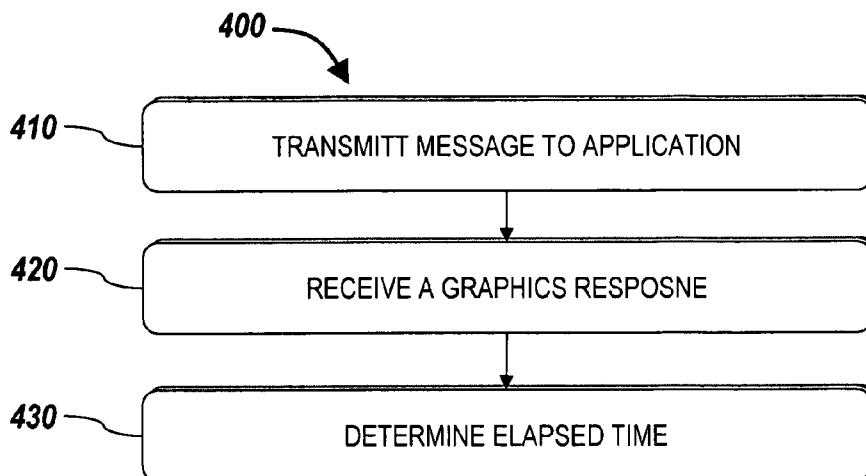 400
410
TRANSMITT MESSAGE TO APPLICATION
420
RECEIVE A GRAPHICS RESPOSNE
430
DETERMINE ELAPSED TIME